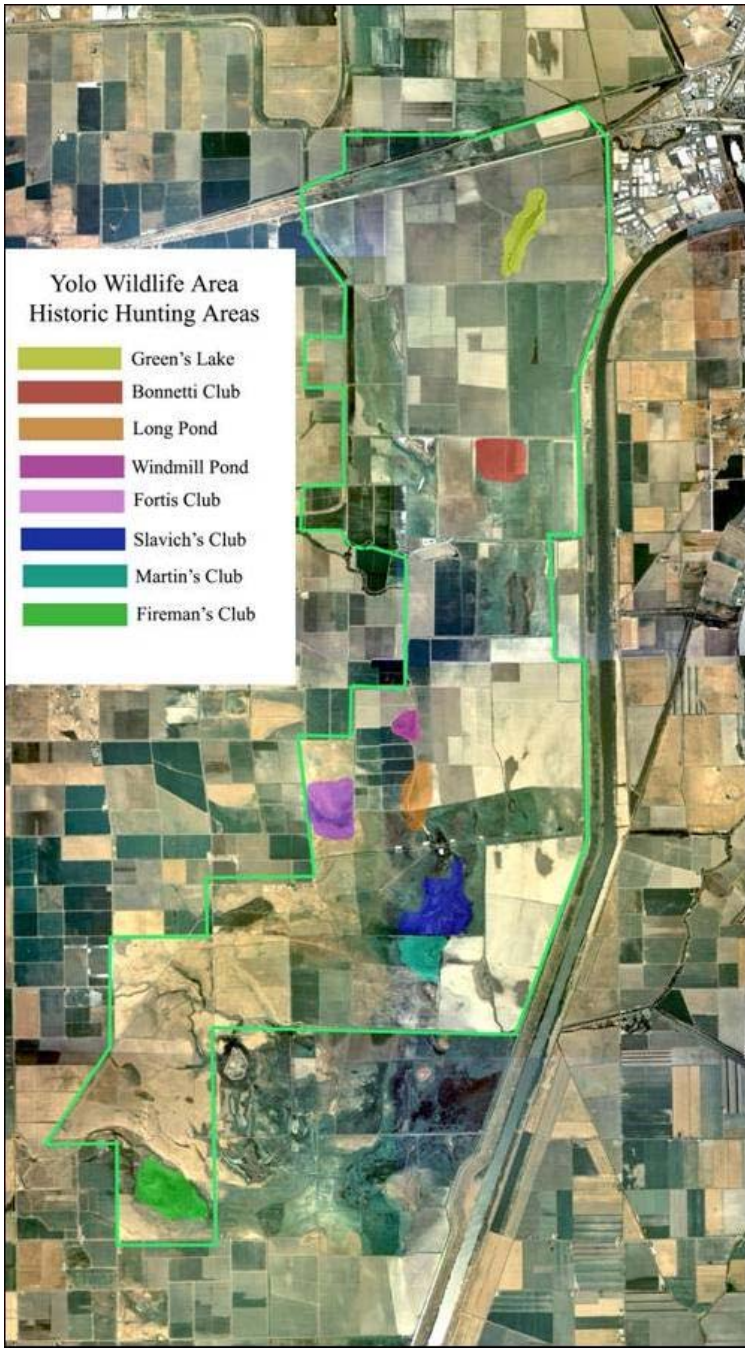 Yolo Wildlife Area
Historic Hunting Areas
Green's Lake
Bonnetti Club
Long Pond
Windmill Pond
Fortis Club
Slavich's Club
Martin's Club
Fireman's Club